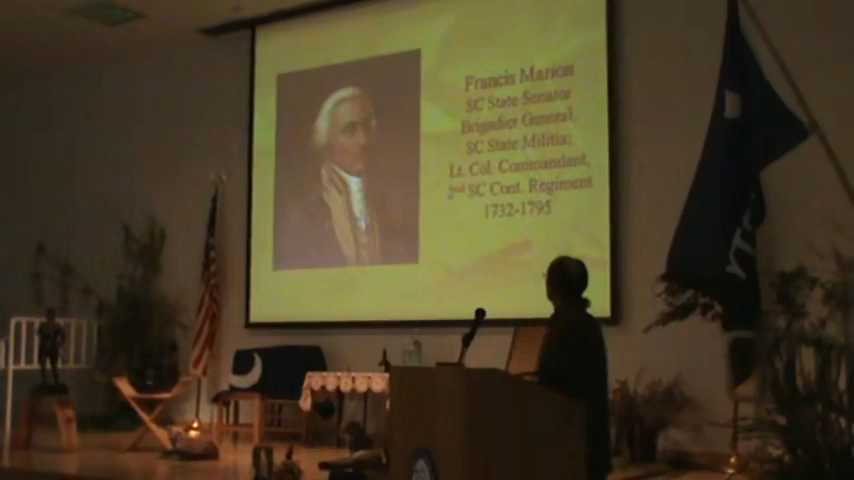 Francis Marion
SC State Senator
Brigadier General,
SC State Militia;
Lt. Col. Commandant,
2nd SC Cont. Regiment
1732-1795